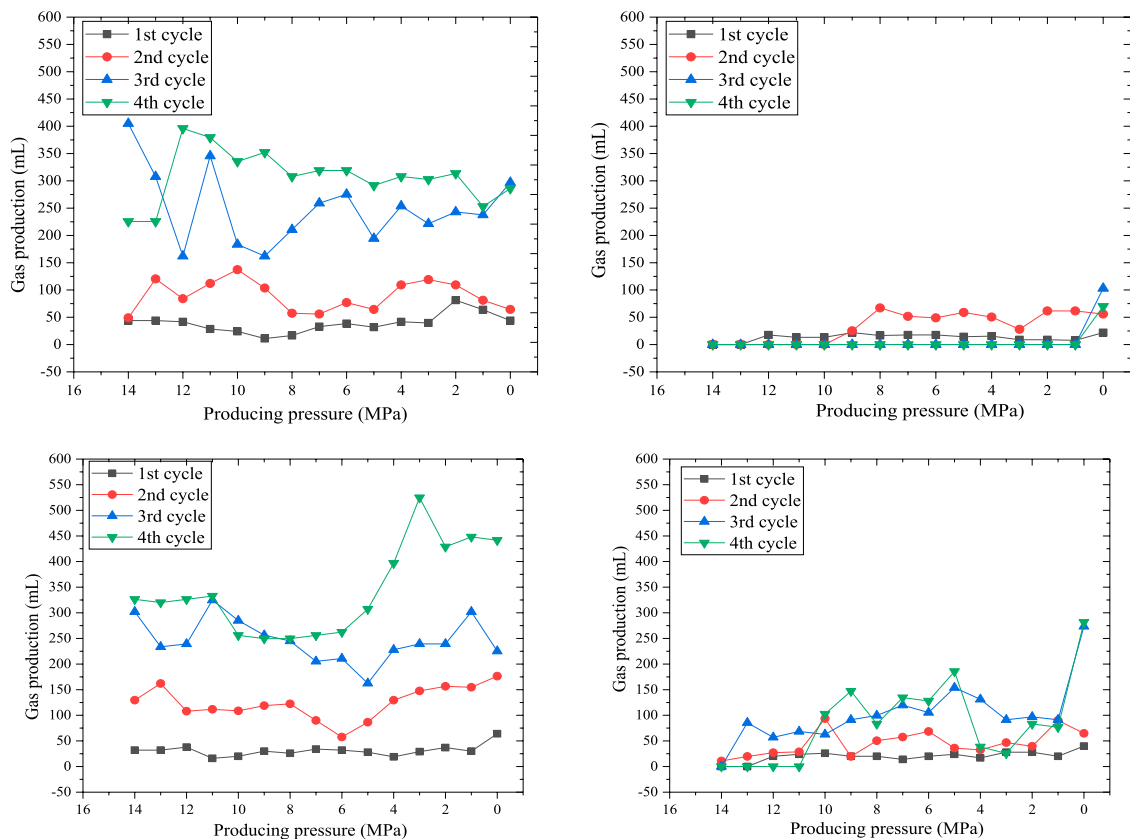 600
550
500
450
400
350
300
250
200
150
100
50
0
-50
Gas production (mL)
1st cycle
2nd cycle
3rd cycle
4th cycle
16 14 12 10 8 6 4 2 0
Producing pressure (MPa)
600
550
500
450
400
350
300
250
200
150
100
50
0
-50
Gas production (mL)
1st cycle
2nd cycle
3rd cycle
4th cycle
16 14 12 10 8 6 4 2 0
Producing pressure (MPa)
600
550
500
450
400
350
300
250
200
150
100
50
0
-50
Gas production (mL)
1st cycle
2nd cycle
3rd cycle
4th cycle
16 14 12 10 8 6 4 2 0
Producing pressure (MPa)
600
550
500
450
400
350
300
250
200
150
100
50
0
-50
Gas production (mL)
1st cycle
2nd cycle
3rd cycle
4th cycle
16 14 12 10 8 6 4 2 0
Producing pressure (MPa)